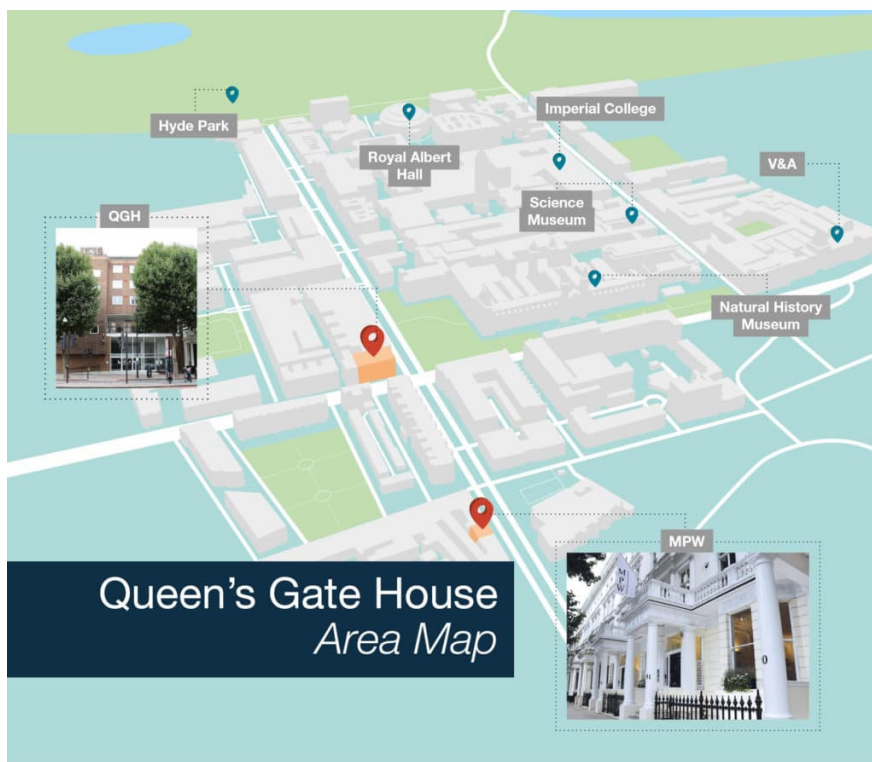 Hyde Park
Royal Albert
Hall
Imperial College
V&A
Science
Museum
QGH
Natural History
Museum
MPW
MPW
Queen's Gate House
Area Map